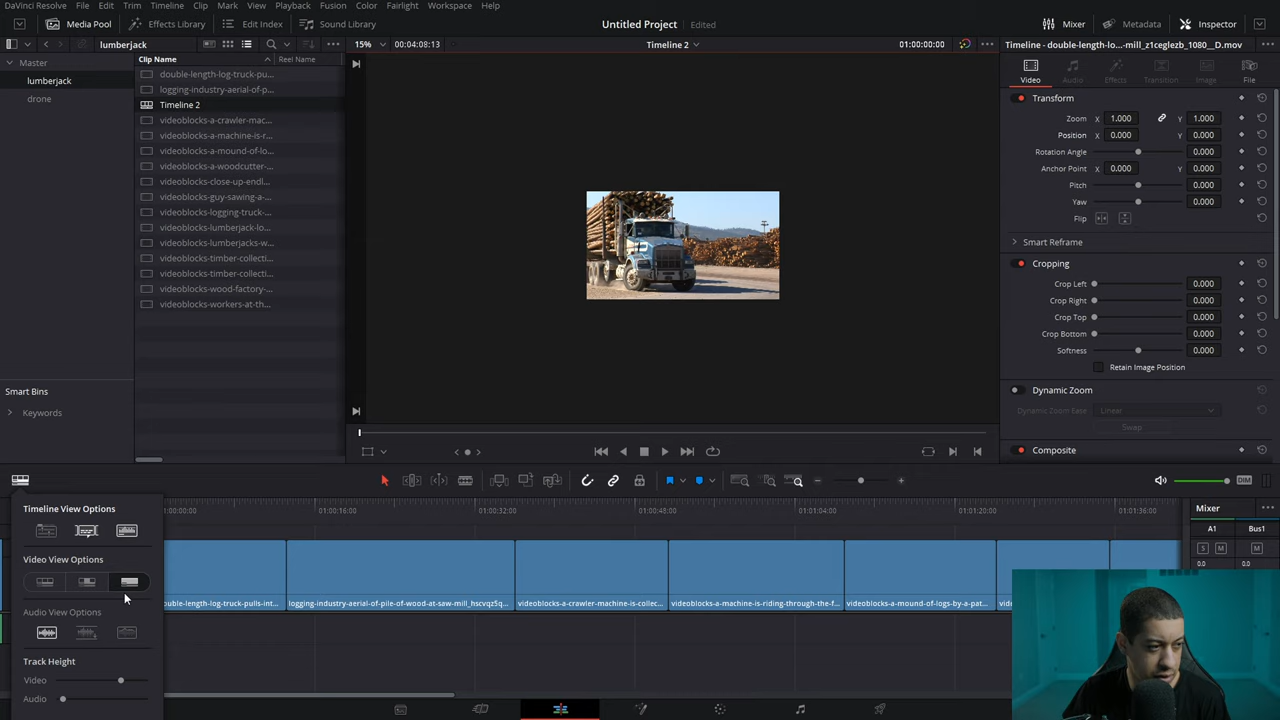 DaVinci Resolve File Edit Trim Timeline Clip Mark View Playback Fusion Color Fairlight Workspace Help
Media Pool Effects Library Edit Index Sound Library Untitled Project Edited Mixer Metadata Inspector
lumberjack 15% 00:04:08:13 Timeline 2 01:00:00:00 Timeline - double-length-lo...-mill_z1ceglezb_1080__D.mov
Master Clip Name Reel Name
lumberjack
drone
double-length-log-truck-pu...
logging-industry-aerial-of-p...
Timeline 2
videoblocks-a-crawler-mac...
videoblocks-a-machine-is-r...
videoblocks-a-mound-of-lo...
videoblocks-a-woodcutter-...
videoblocks-close-up-endl...
videoblocks-guy-sawing-a-...
videoblocks-logging-truck-...
videoblocks-lumberjack-lo...
videoblocks-lumberjacks-w...
videoblocks-timber-collecti...
videoblocks-timber-collecti...
videoblocks-wood-factory-...
videoblocks-workers-at-th...
Smart Bins
Keywords
Video Audio Effects Transition Image File
Transform
Zoom X 1.000 Y 1.000
Position X 0.000 Y 0.000
Rotation Angle 0.000
Anchor Point X 0.000 Y 0.000
Pitch 0.000
Yaw 0.000
Flip
Smart Reframe
Cropping
Crop Left 0.000
Crop Right 0.000
Crop Top 0.000
Crop Bottom 0.000
Softness 0.000
Retain Image Position
Dynamic Zoom
Dynamic Zoom Ease Linear
Swap
Composite
DIM
Timeline View Options
Video View Options
Audio View Options
Track Height
Video
Audio
:00:00:00 01:00:16:00 01:00:32:00 01:00:48:00 01:01:04:00 01:01:20:00 01:01:36:00
double-length-log-truck-pulls-int... logging-industry-aerial-of-pile-of-wood-at-saw-mill_hscvqz5q... videoblocks-a-crawler-machine-is-collec... videoblocks-a-machine-is-riding-through-the-f... videoblocks-a-mound-of-logs-by-a-pat...
Mixer
A1 Bus1
S M M
0.0 0.0